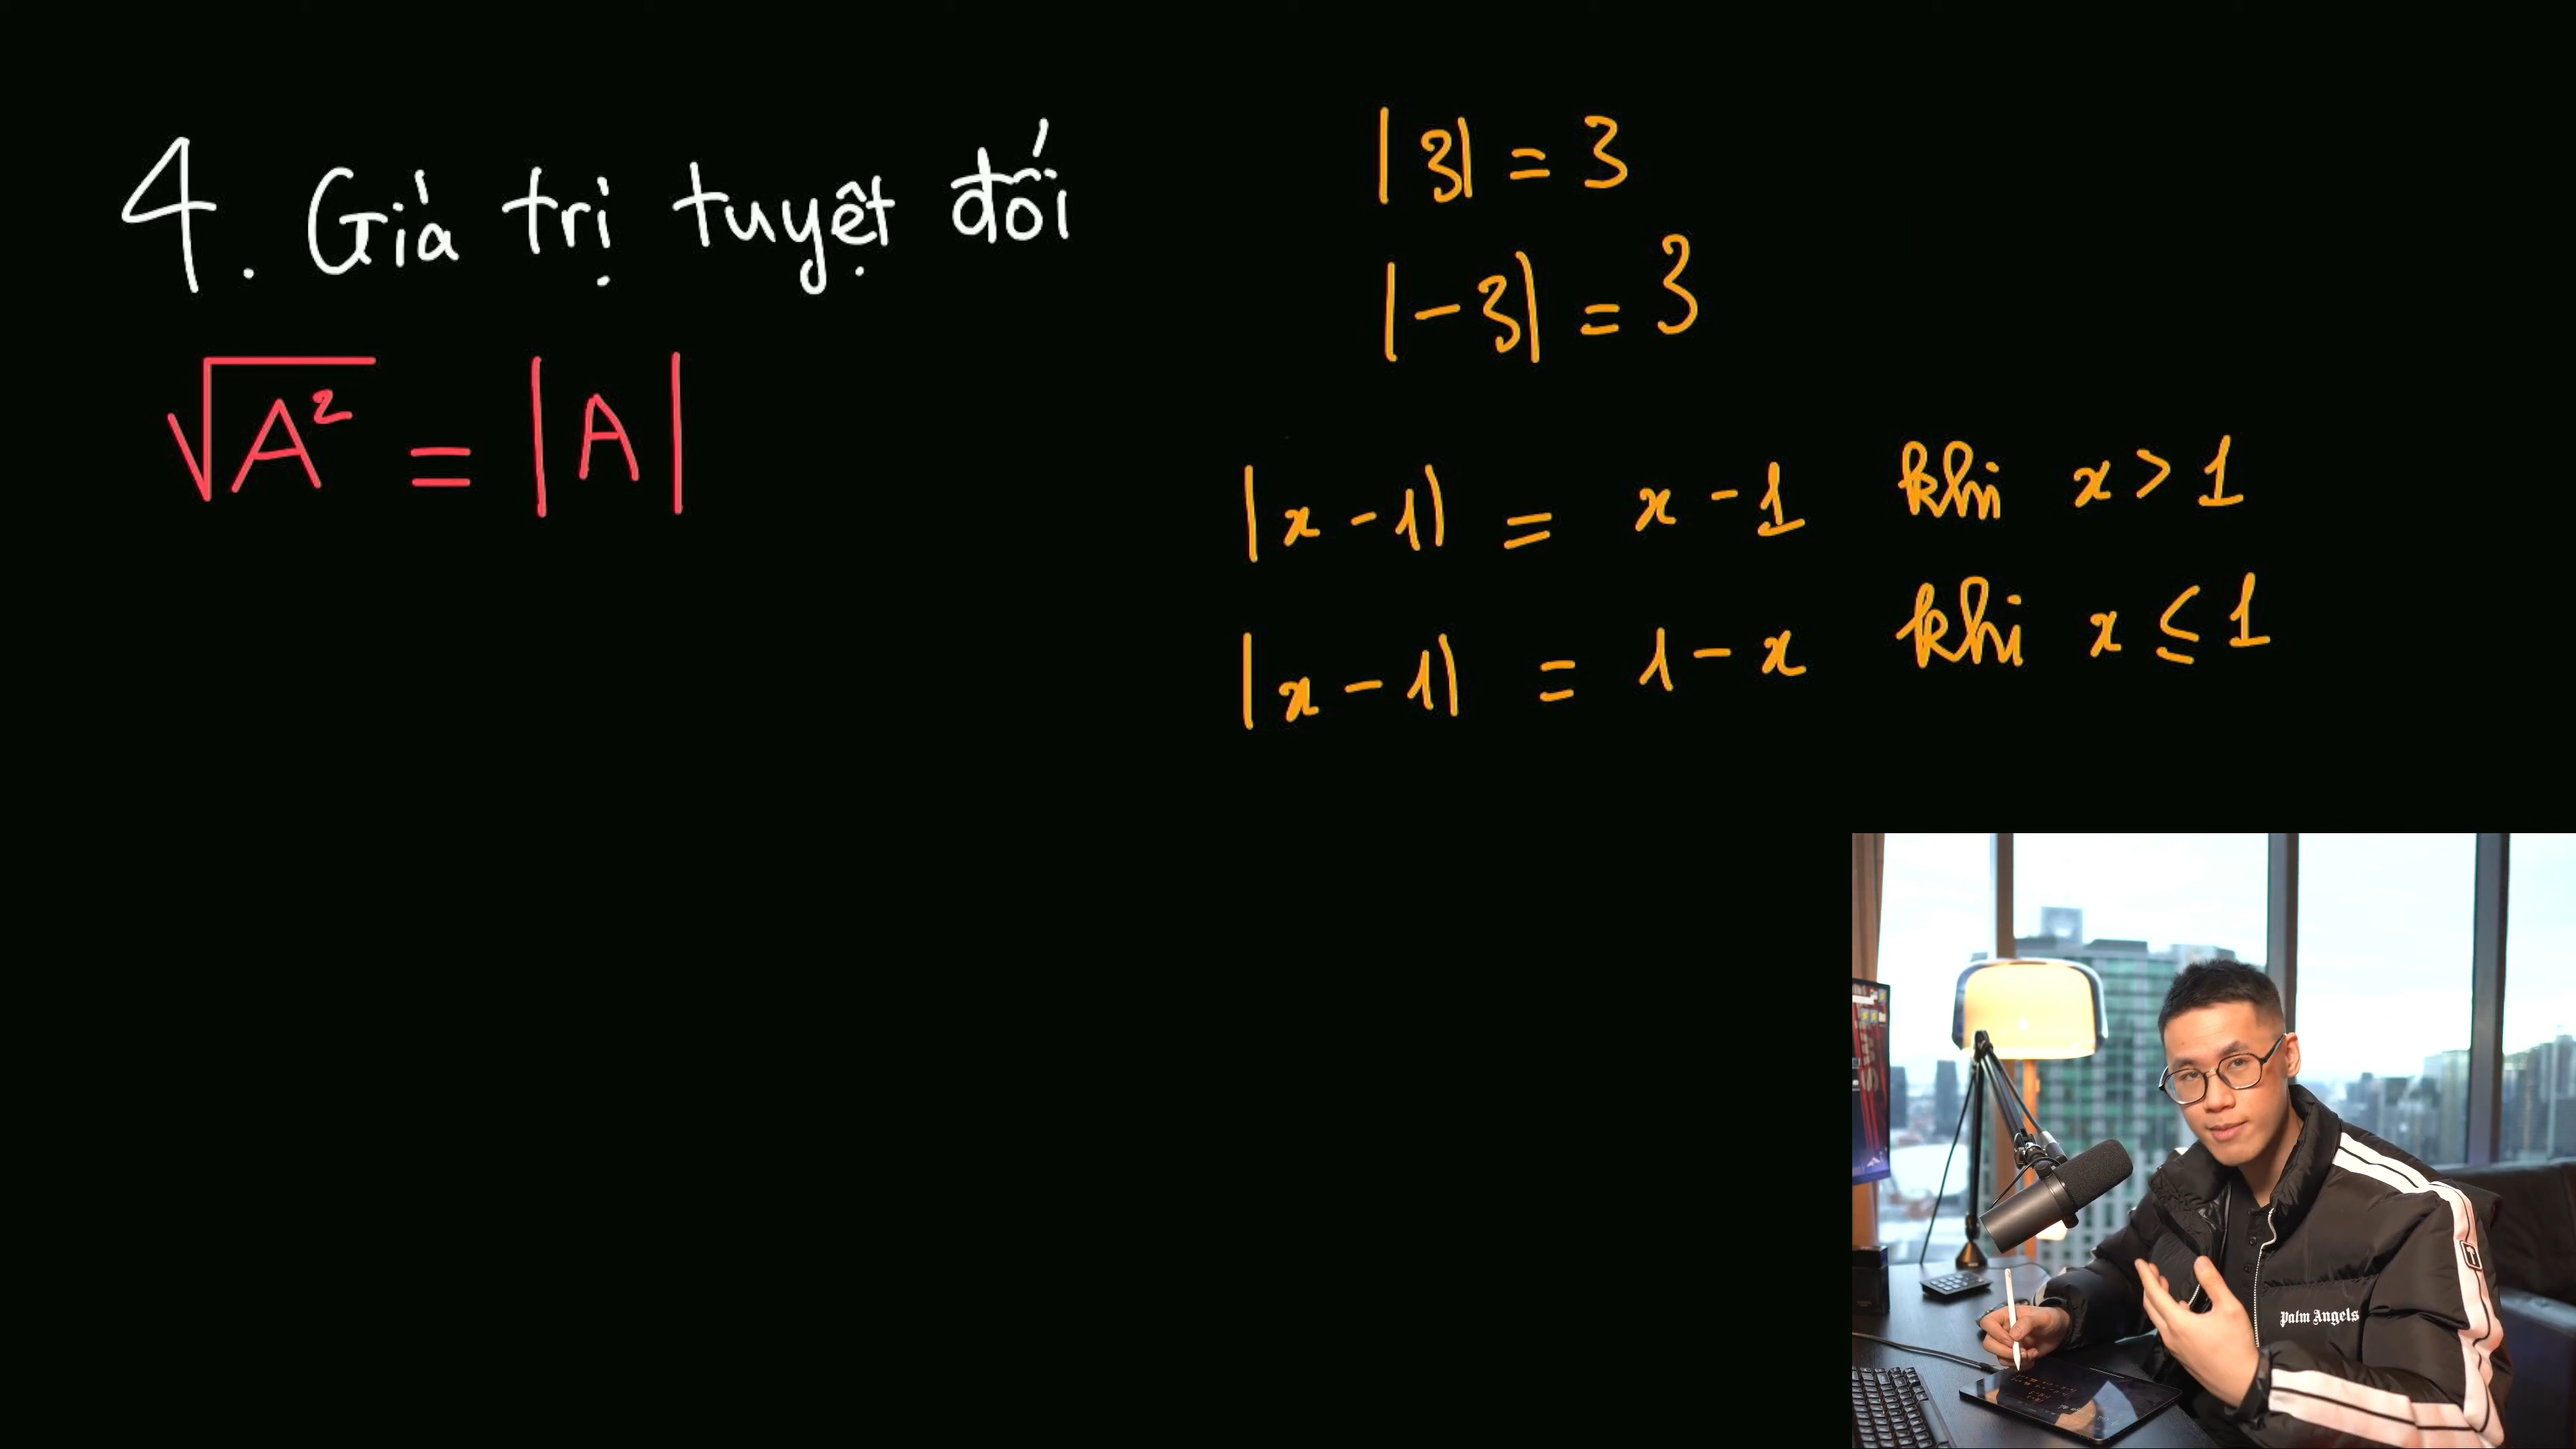 4. Giá trị tuyệt đối
√A² = |A|
|3| = 3
|-3| = 3
|x - 1| = x - 1 khi x > 1
|x - 1| = 1 - x khi x ≤ 1
Palm Angels